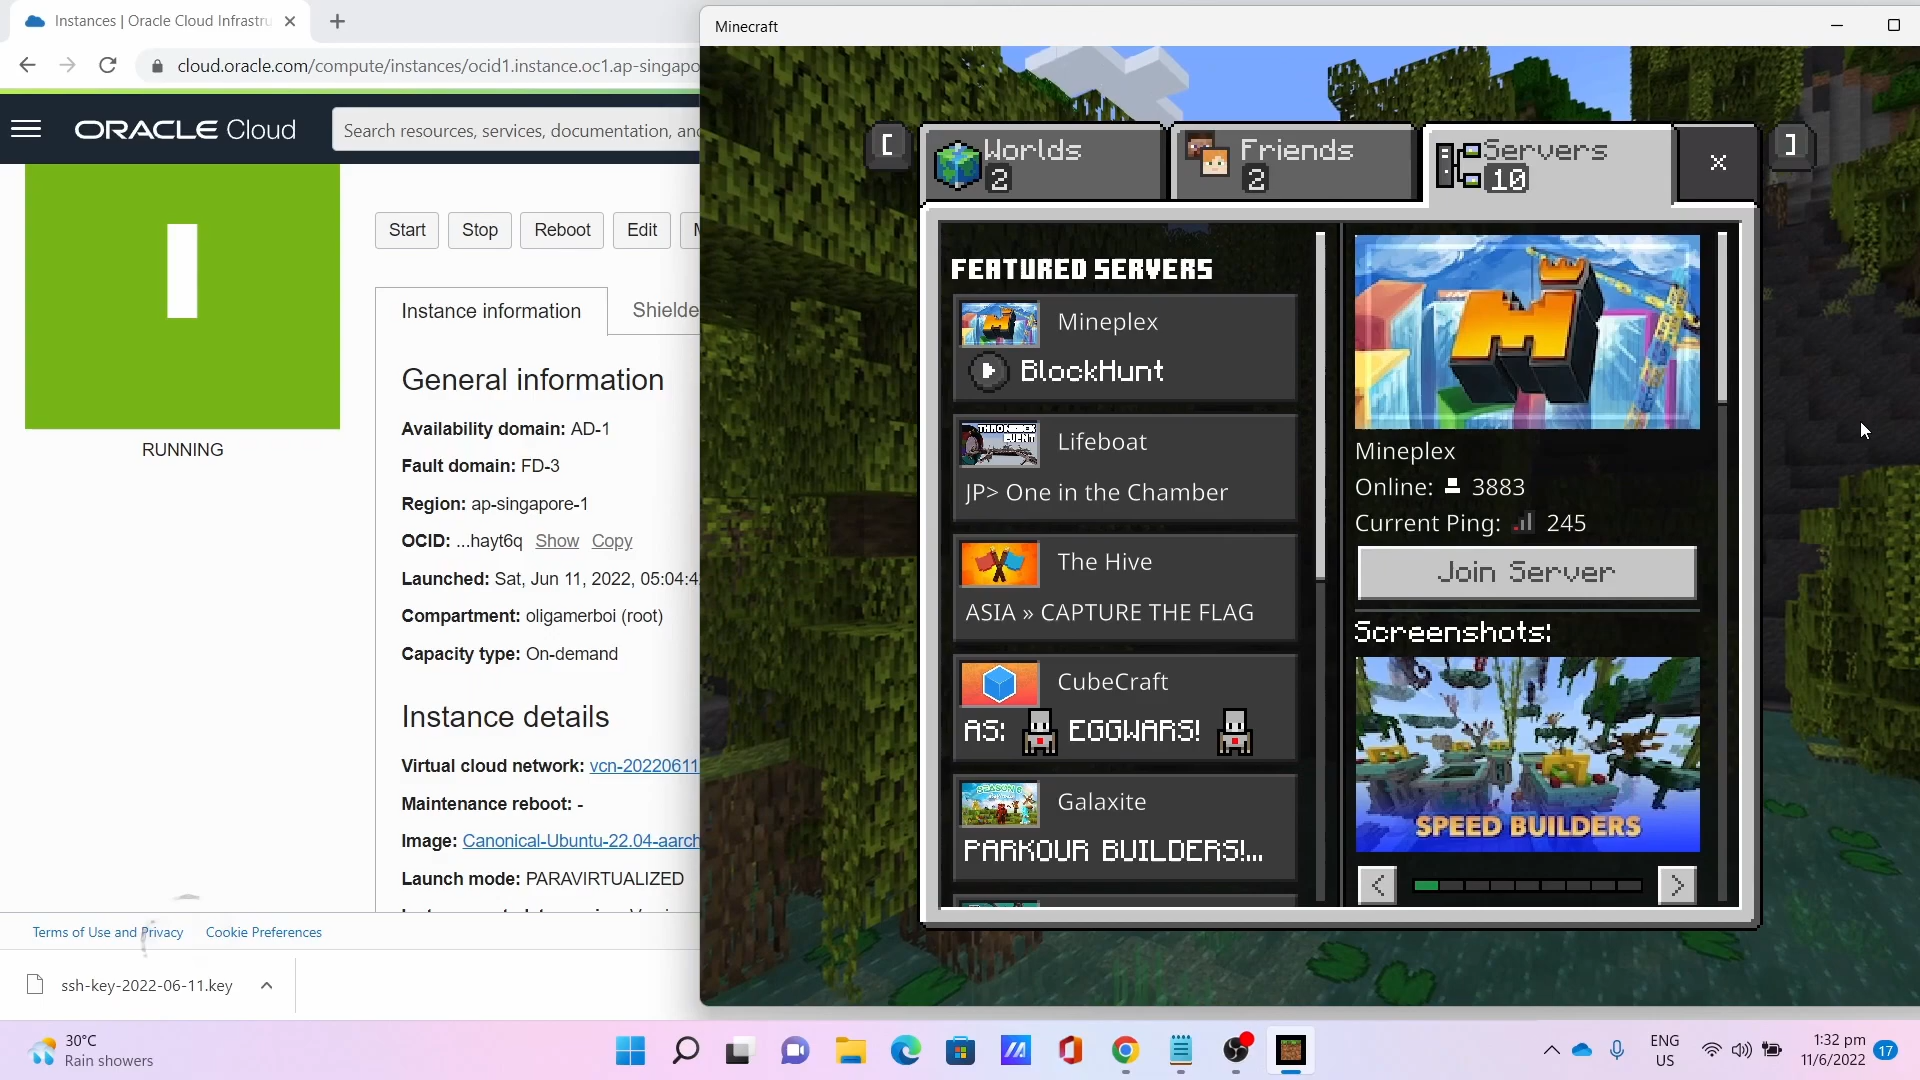 Instances | Oracle Cloud Infrastru
cloud.oracle.com/compute/instances/ocid1.instance.oc1.ap-singapo
ORACLE Cloud
Search resources, services, documentation, and
RUNNING
Start
Stop
Reboot
Edit
Instance information
Shielde
General information
Availability domain: AD-1
Fault domain: FD-3
Region: ap-singapore-1
OCID: ...hayt6q Show Copy
Launched: Sat, Jun 11, 2022, 05:04:4
Compartment: oligamerboi (root)
Capacity type: On-demand
Instance details
Virtual cloud network: vcn-20220611
Maintenance reboot: -
Image: Canonical-Ubuntu-22.04-aarch
Launch mode: PARAVIRTUALIZED
Terms of Use and Privacy
Cookie Preferences
ssh-key-2022-06-11.key
Minecraft
[
Worlds
2
Friends
2
Servers
10
]
FEATURED SERVERS
Mineplex
BlockHunt
Lifeboat
JP> One in the Chamber
The Hive
ASIA » CAPTURE THE FLAG
CubeCraft
AS: EGGWARS!
Galaxite
PARKOUR BUILDERS!...
Mineplex
Online: 3883
Current Ping: 245
Join Server
Screenshots:
SPEED BUILDERS
30°C
Rain showers
ENG
US
1:32 pm
11/6/2022
17